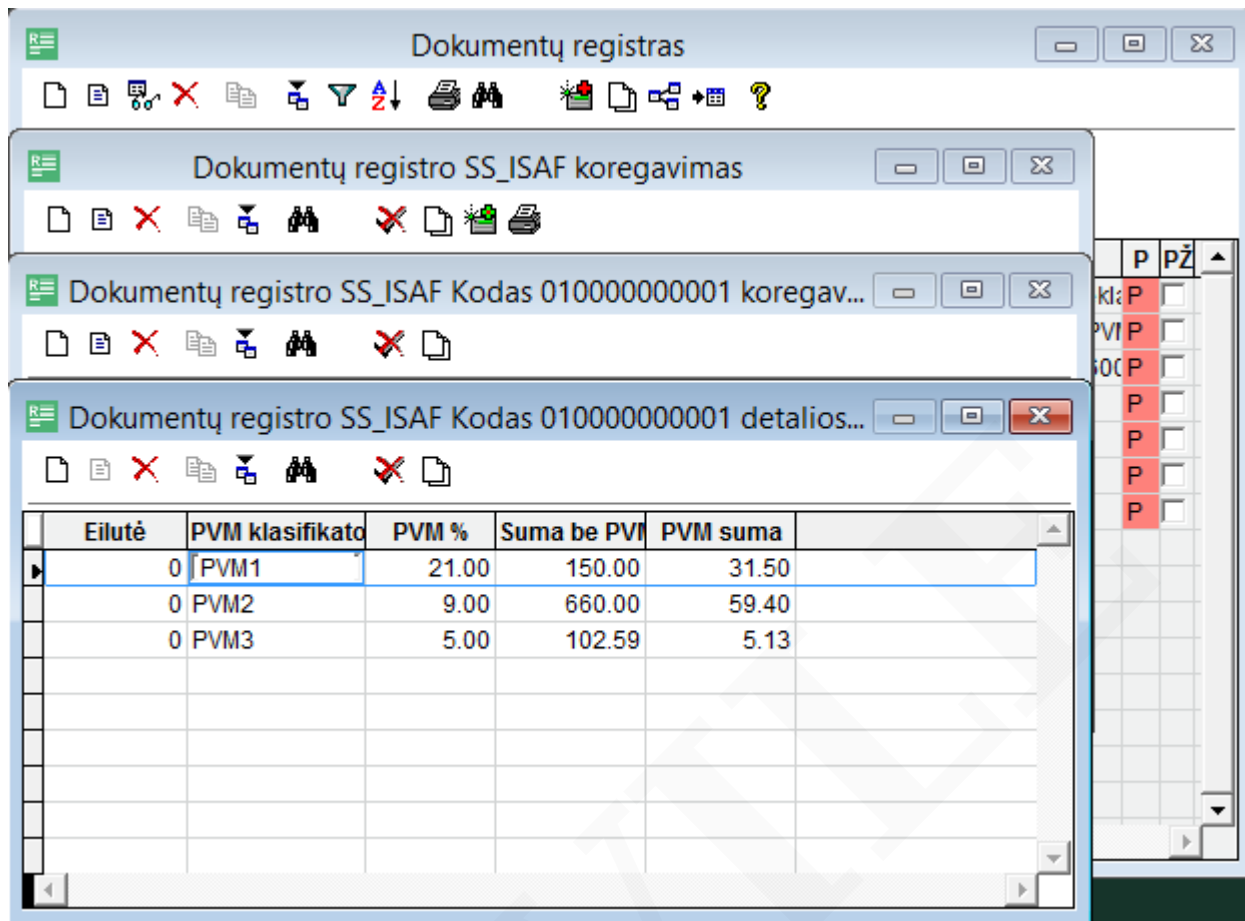 Dokumentų registras
Dokumentų registro SS_ISAF koregavimas
P PŽ
Dokumentų registro SS_ISAF Kodas 010000000001 koregav...
P
P
P
Dokumentų registro SS_ISAF Kodas 010000000001 detalios...
P
P
P
P
Eilutė PVM klasifikato PVM % Suma be PVM PVM suma
0 PVM1 21.00 150.00 31.50
0 PVM2 9.00 660.00 59.40
0 PVM3 5.00 102.59 5.13